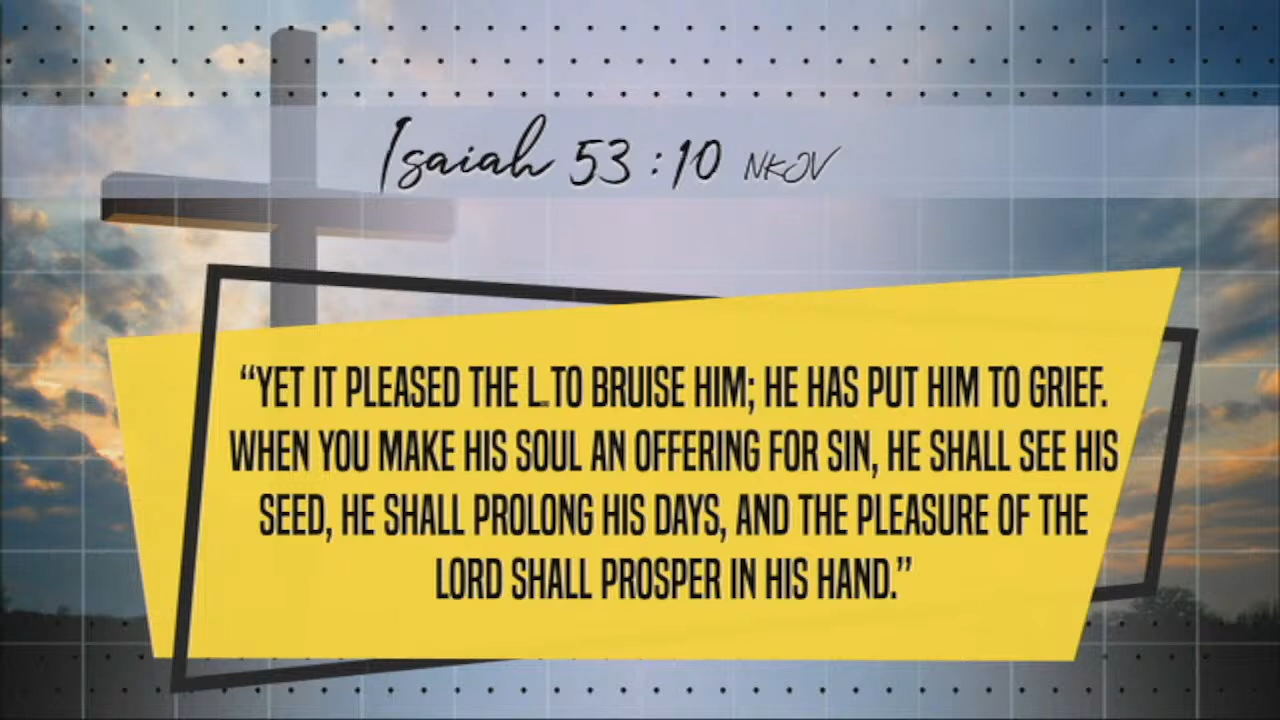 Isaiah 53 : 10 NKJV
“YET IT PLEASED THE L..TO BRUISE HIM; HE HAS PUT HIM TO GRIEF.
WHEN YOU MAKE HIS SOUL AN OFFERING FOR SIN, HE SHALL SEE HIS
SEED, HE SHALL PROLONG HIS DAYS, AND THE PLEASURE OF THE
LORD SHALL PROSPER IN HIS HAND.”